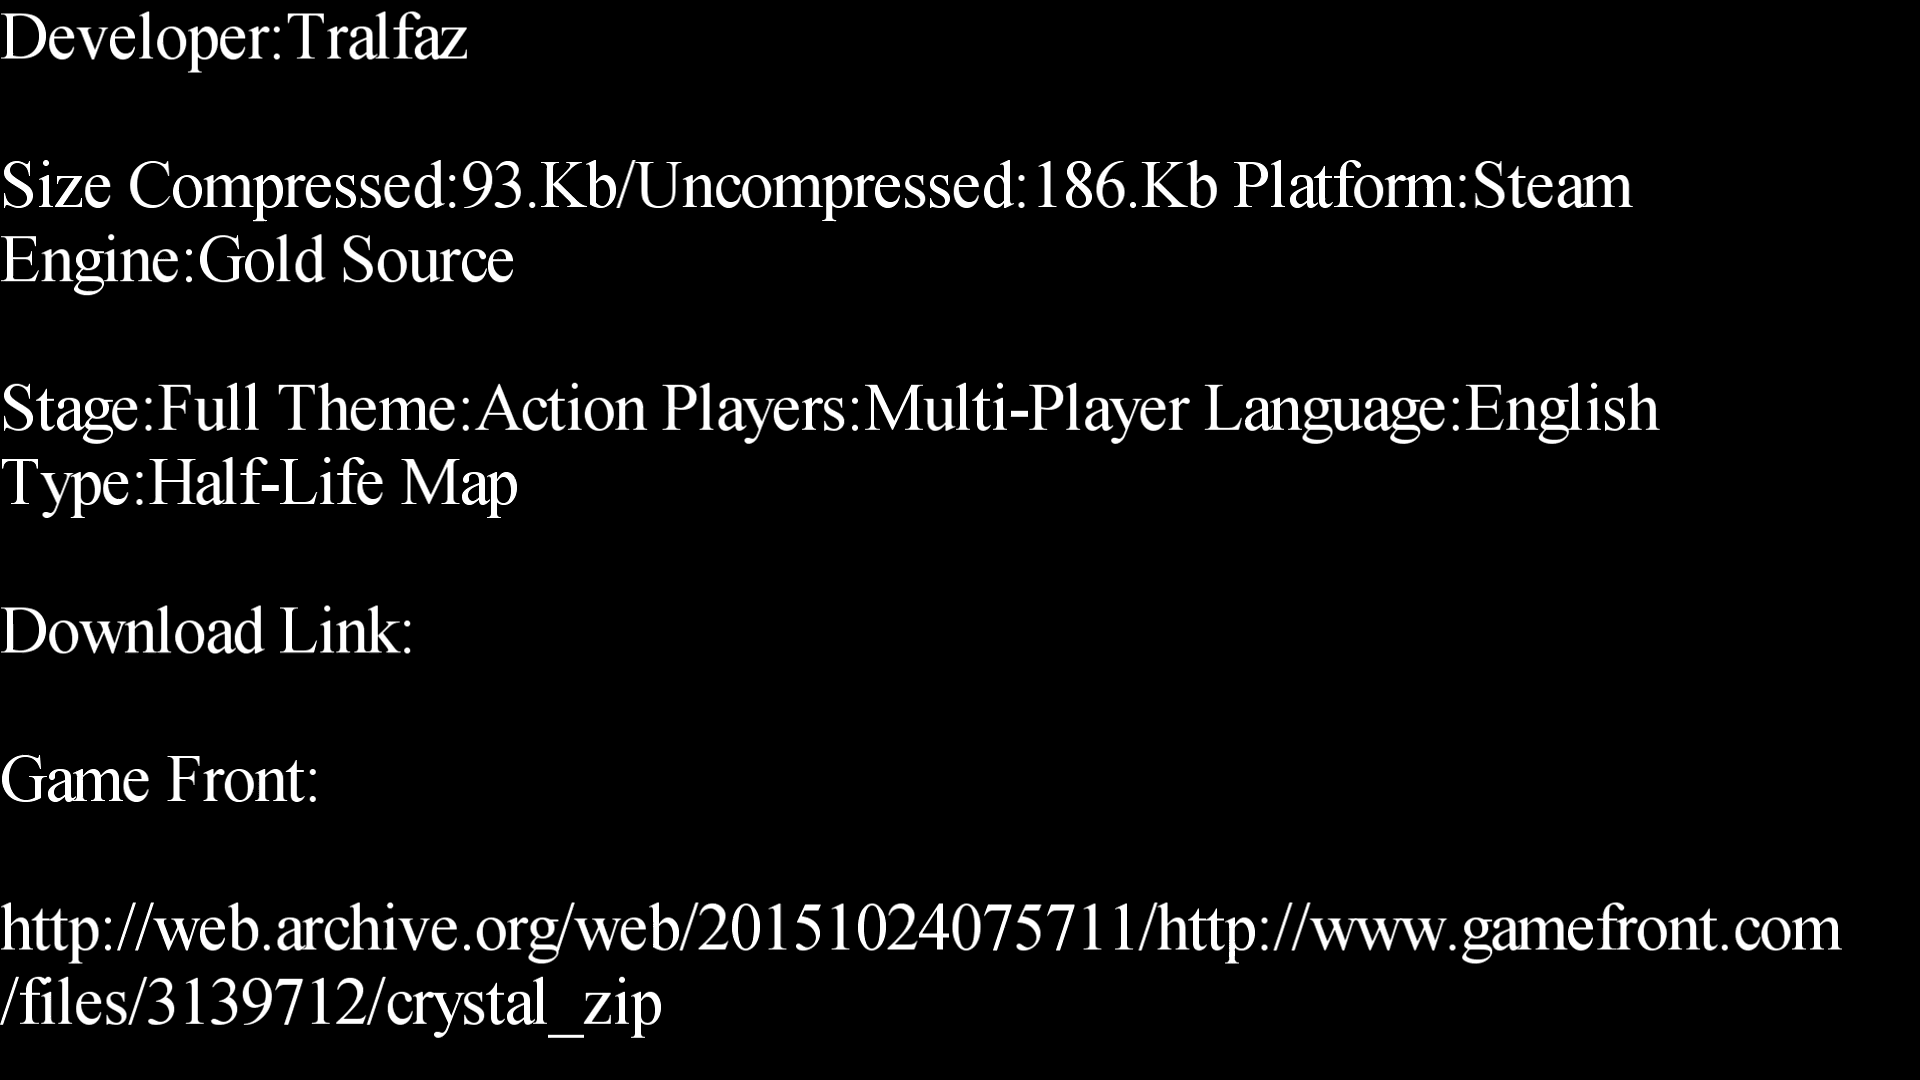 Developer:Tralfaz
Size Compressed:93.Kb/Uncompressed:186.Kb Platform:Steam
Engine:Gold Source
Stage:Full Theme:Action Players:Multi-Player Language:English
Type:Half-Life Map
Download Link:
Game Front:
http://web.archive.org/web/20151024075711/http://www.gamefront.com
/files/3139712/crystal_zip